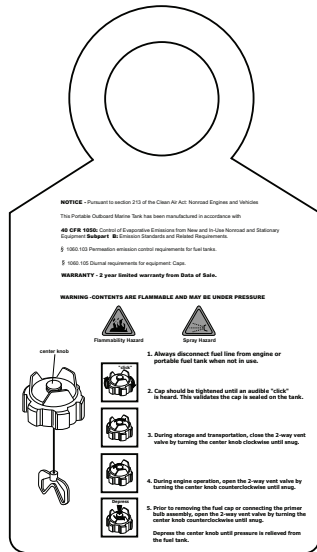 NOTICE - Pursuant to section 213 of the Clean Air Act: Nonroad Engines and Vehicles
This Portable Outboard Marine Tank has been manufactured in accordance with
40 CFR 1050: Control of Evaporative Emissions from New and In-Use Nonroad and Stationary
Equipment Subpart B: Emission Standards and Related Requirements.
§ 1060.103 Permeation emission control requirements for fuel tanks.
§ 1060.105 Diurnal requirements for equipment: Caps.
WARRANTY - 2 year limited warranty from Date of Sale.
WARNING -CONTENTS ARE FLAMMABLE AND MAY BE UNDER PRESSURE
Flammability Hazard
Spray Hazard
center knob
1. Always disconnect fuel line from engine or
portable fuel tank when not in use.
"click"
2. Cap should be tightened until an audible "click"
is heard. This validates the cap is sealed on the tank.
3. During storage and transportation, close the 2-way vent
valve by turning the center knob clockwise until snug.
4. During engine operation, open the 2-way vent valve by
turning the center knob counterclockwise until snug.
Depress
5. Prior to removing the fuel cap or connecting the primer
bulb assembly, open the 2-way vent valve by turning the
center knob counterclockwise until snug.
Depress the center knob until pressure is relieved from
the fuel tank.